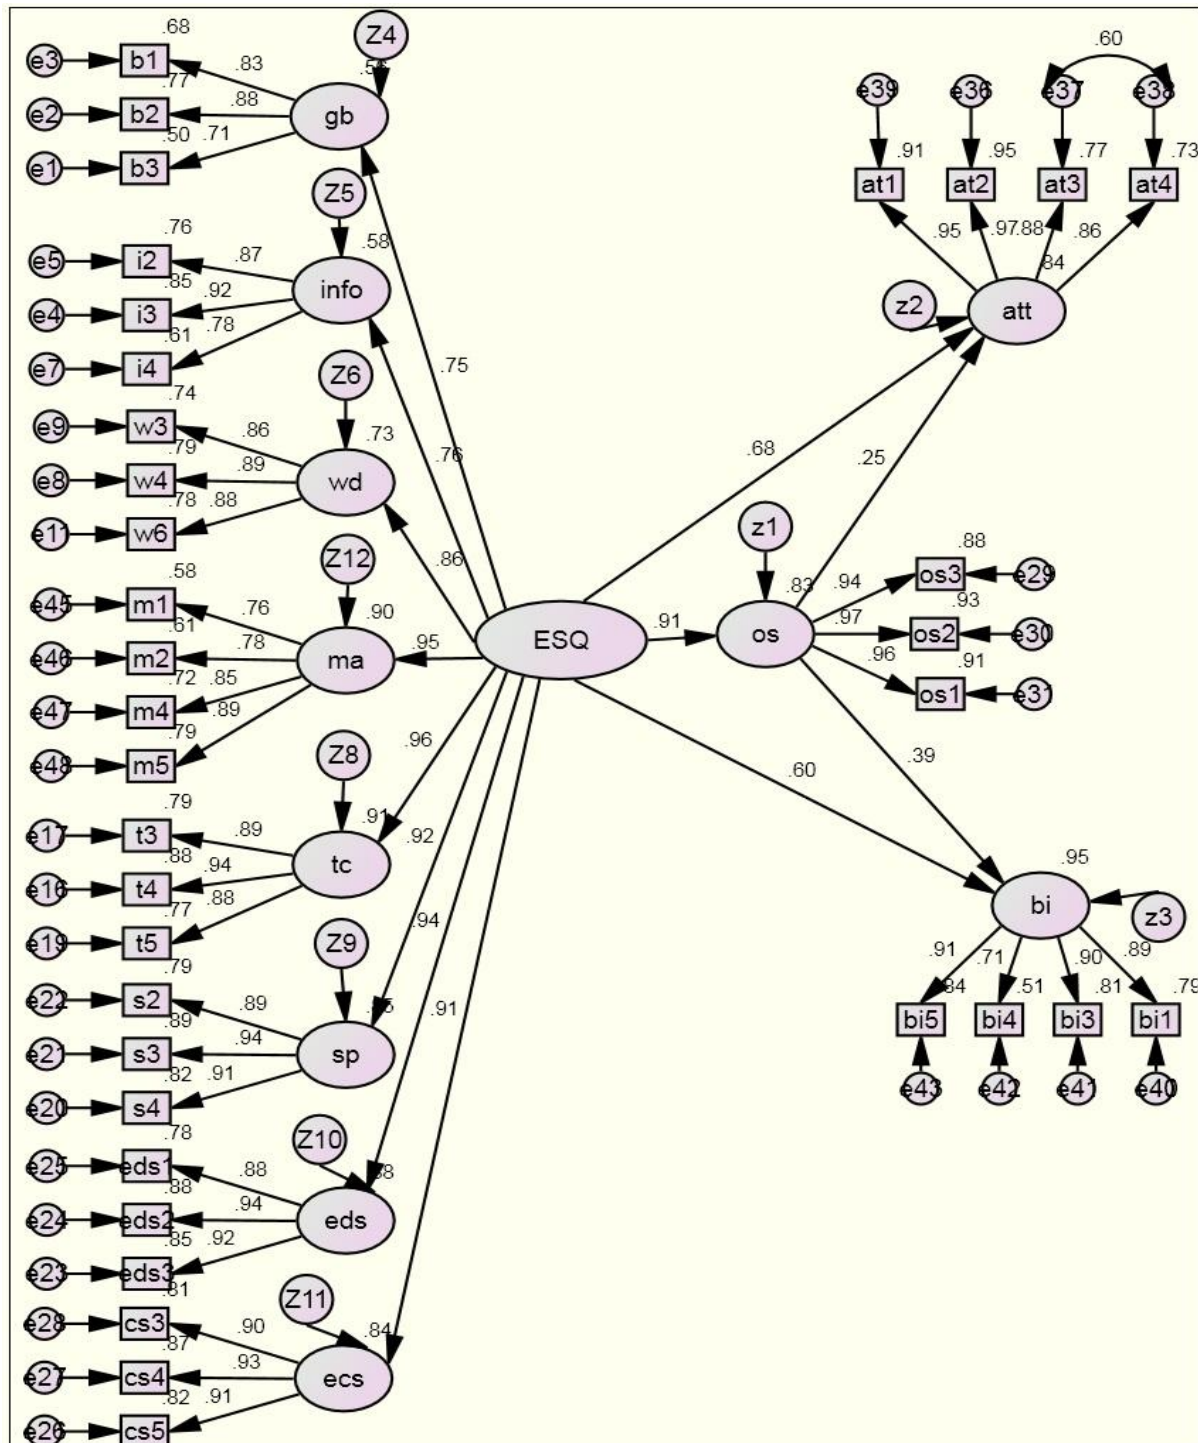 .68
Z4
.60
e3
b1
.83
.56
.77
e39
e36
e37
e38
e2
b2
.88
gb
.50
.71
.91
.95
.77
.73
e1
b3
at1
at2
at3
at4
Z5
.76
.95
.97
.88
.86
.58
e5
i2
.87
.84
.85
info
z2
att
e4
i3
.92
.61
.78
e7
i4
Z6
.75
.74
e9
w3
.86
.73
.79
.76
.68
.25
e8
w4
.89
wd
.78
.88
z1
e11
w6
Z12
.86
.88
.58
.83
.94
os3
e29
e45
m1
.76
.90
.93
.61
.91
.97
os2
e30
e46
m2
.78
ma
.95
ESQ
os
.72
.85
.96
.91
e47
m4
.89
os1
e31
.79
e48
m5
Z8
.96
.60
.39
.79
.91
.92
e17
t3
.89
.88
tc
.95
e16
t4
.94
.77
.88
bi
.94
z3
e19
t5
Z9
.91
.71
.90
.89
.79
.91
.84
.51
.81
.79
e22
s2
.89
.85
bi5
bi4
bi3
bi1
.89
e21
s3
.94
sp
.82
.91
e43
e42
e41
e40
e20
s4
Z10
.78
e25
eds1
.88
.88
.88
e24
eds2
.94
eds
.85
.92
e23
eds3
.81
Z11
e28
cs3
.90
.84
.87
e27
cs4
.93
ecs
.82
.91
e26
cs5